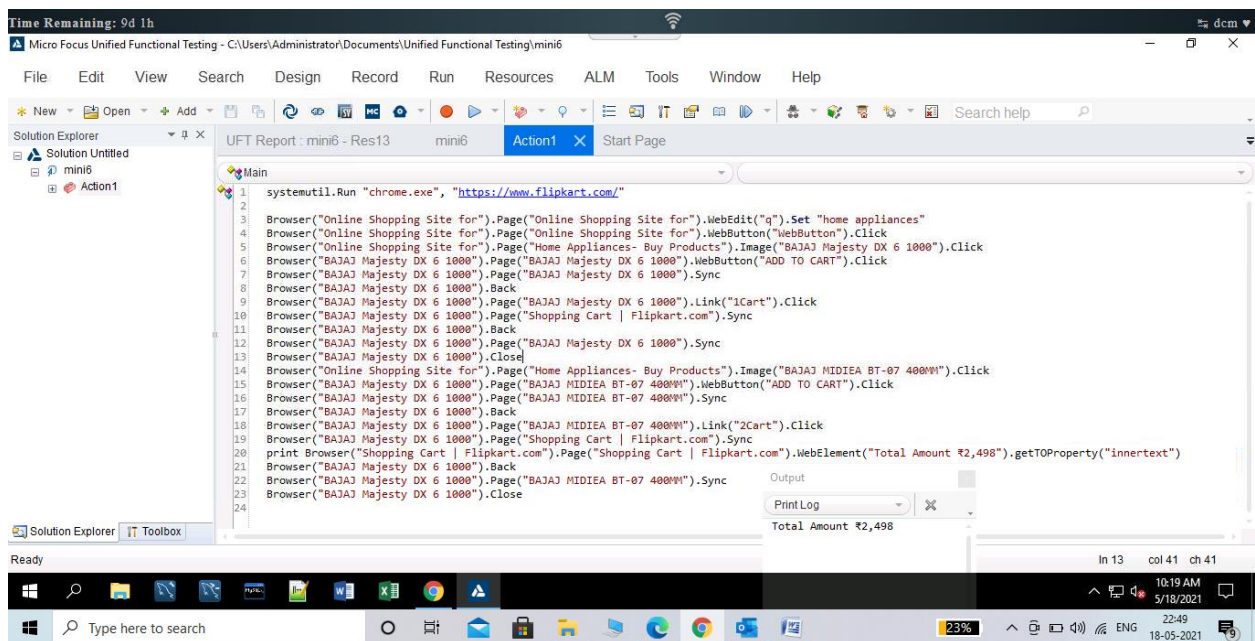 Time Remaining: 9d 1h
dcm
Micro Focus Unified Functional Testing - C:\Users\Administrator\Documents\Unified Functional Testing\mini6
File Edit View Search Design Record Run Resources ALM Tools Window Help
New Open Add MC Search help
Solution Explorer
UFT Report : mini6 - Res13 mini6 Action1 Start Page
Solution Untitled
mini6
Action1
Main
1 systemutil.Run "chrome.exe", "https://www.flipkart.com/"
2
3 Browser("Online Shopping Site for").Page("Online Shopping Site for").WebEdit("q").Set "home appliances"
4 Browser("Online Shopping Site for").Page("Online Shopping Site for").WebButton("WebButton").Click
5 Browser("Online Shopping Site for").Page("Home Appliances- Buy Products").Image("BAJAJ Majesty DX 6 1000").Click
6 Browser("BAJAJ Majesty DX 6 1000").Page("BAJAJ Majesty DX 6 1000").WebButton("ADD TO CART").Click
7 Browser("BAJAJ Majesty DX 6 1000").Page("BAJAJ Majesty DX 6 1000").Sync
8 Browser("BAJAJ Majesty DX 6 1000").Back
9 Browser("BAJAJ Majesty DX 6 1000").Page("BAJAJ Majesty DX 6 1000").Link("1Cart").Click
10 Browser("BAJAJ Majesty DX 6 1000").Page("Shopping Cart | Flipkart.com").Sync
11 Browser("BAJAJ Majesty DX 6 1000").Back
12 Browser("BAJAJ Majesty DX 6 1000").Page("BAJAJ Majesty DX 6 1000").Sync
13 Browser("BAJAJ Majesty DX 6 1000").Close
14 Browser("Online Shopping Site for").Page("Home Appliances- Buy Products").Image("BAJAJ MIDIEA BT-07 400MM").Click
15 Browser("BAJAJ Majesty DX 6 1000").Page("BAJAJ MIDIEA BT-07 400MM").WebButton("ADD TO CART").Click
16 Browser("BAJAJ Majesty DX 6 1000").Page("BAJAJ MIDIEA BT-07 400MM").Sync
17 Browser("BAJAJ Majesty DX 6 1000").Back
18 Browser("BAJAJ Majesty DX 6 1000").Page("BAJAJ MIDIEA BT-07 400MM").Link("2Cart").Click
19 Browser("BAJAJ Majesty DX 6 1000").Page("Shopping Cart | Flipkart.com").Sync
20 print Browser("Shopping Cart | Flipkart.com").Page("Shopping Cart | Flipkart.com").WebElement("Total Amount ₹2,498").getTOProperty("innertext")
21 Browser("BAJAJ Majesty DX 6 1000").Back
22 Browser("BAJAJ Majesty DX 6 1000").Page("BAJAJ MIDIEA BT-07 400MM").Sync
23 Browser("BAJAJ Majesty DX 6 1000").Close
24
Output
Print Log
Total Amount ₹2,498
Solution Explorer Toolbox
Ready
ln 13 col 41 ch 41
10:19 AM
5/18/2021
Type here to search
23%
ENG
22:49
18-05-2021